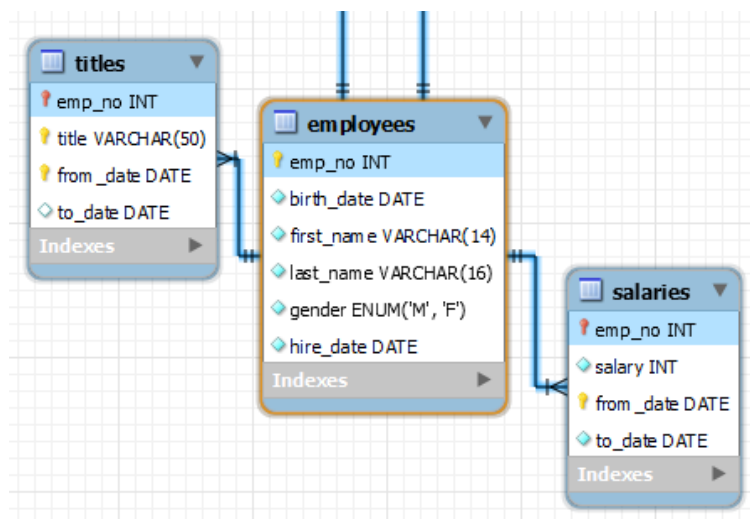 titles
emp_no INT
title VARCHAR(50)
from_date DATE
to_date DATE
Indexes
employees
emp_no INT
birth_date DATE
first_name VARCHAR(14)
last_name VARCHAR(16)
gender ENUM('M', 'F')
hire_date DATE
Indexes
salaries
emp_no INT
salary INT
from_date DATE
to_date DATE
Indexes